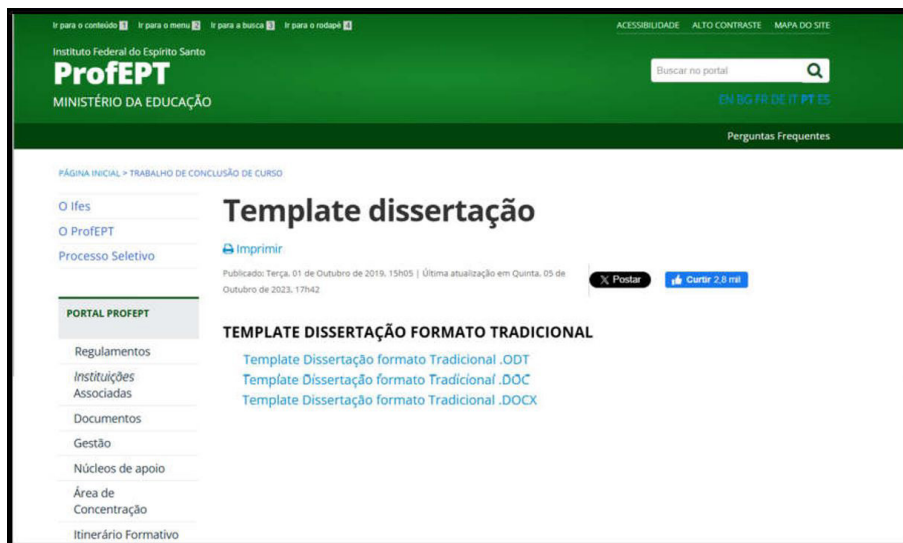 Ir para o conteúdo 1 Ir para o menu 2 Ir para a busca 3 Ir para o rodapé 4
ACESSIBILIDADE ALTO CONTRASTE MAPA DO SITE
Instituto Federal do Espírito Santo
ProfEPT
MINISTÉRIO DA EDUCAÇÃO
Buscar no portal
EN BG FR DE IT PT ES
Perguntas Frequentes
PÁGINA INICIAL > TRABALHO DE CONCLUSÃO DE CURSO
O Ifes
O ProfEPT
Processo Seletivo
PORTAL PROFEPT
Regulamentos
Instituições
Associadas
Documentos
Gestão
Núcleos de apoio
Área de
Concentração
Itinerário Formativo
Template dissertação
Imprimir
Publicado: Terça, 01 de Outubro de 2019, 15h05 | Última atualização em Quinta, 05 de
Outubro de 2023, 17h42
X Postar
Curtir 2,8 mil
TEMPLATE DISSERTAÇÃO FORMATO TRADICIONAL
Template Dissertação formato Tradicional .ODT
Template Dissertação formato Tradicional .DOC
Template Dissertação formato Tradicional .DOCX